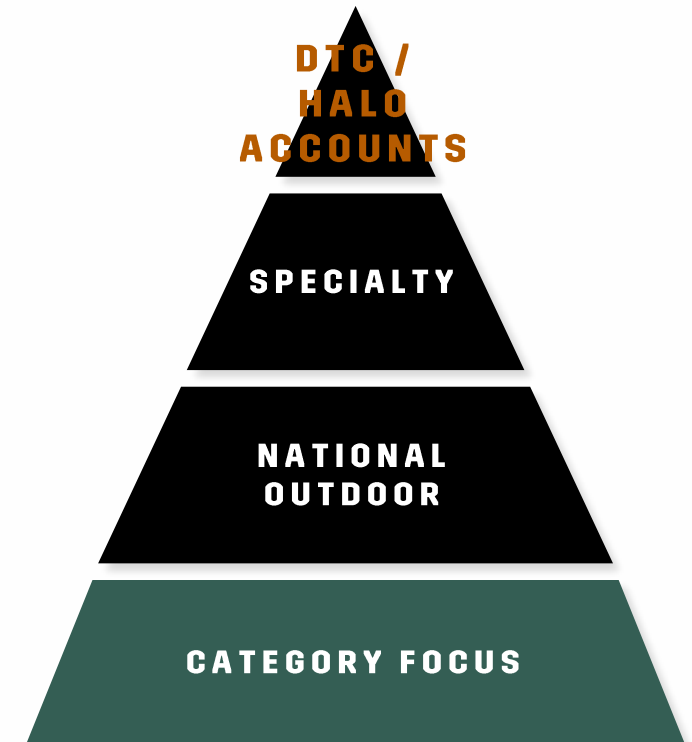 DTC /
HALO
ACCOUNTS
SPECIALTY
NATIONAL
OUTDOOR
CATEGORY FOCUS